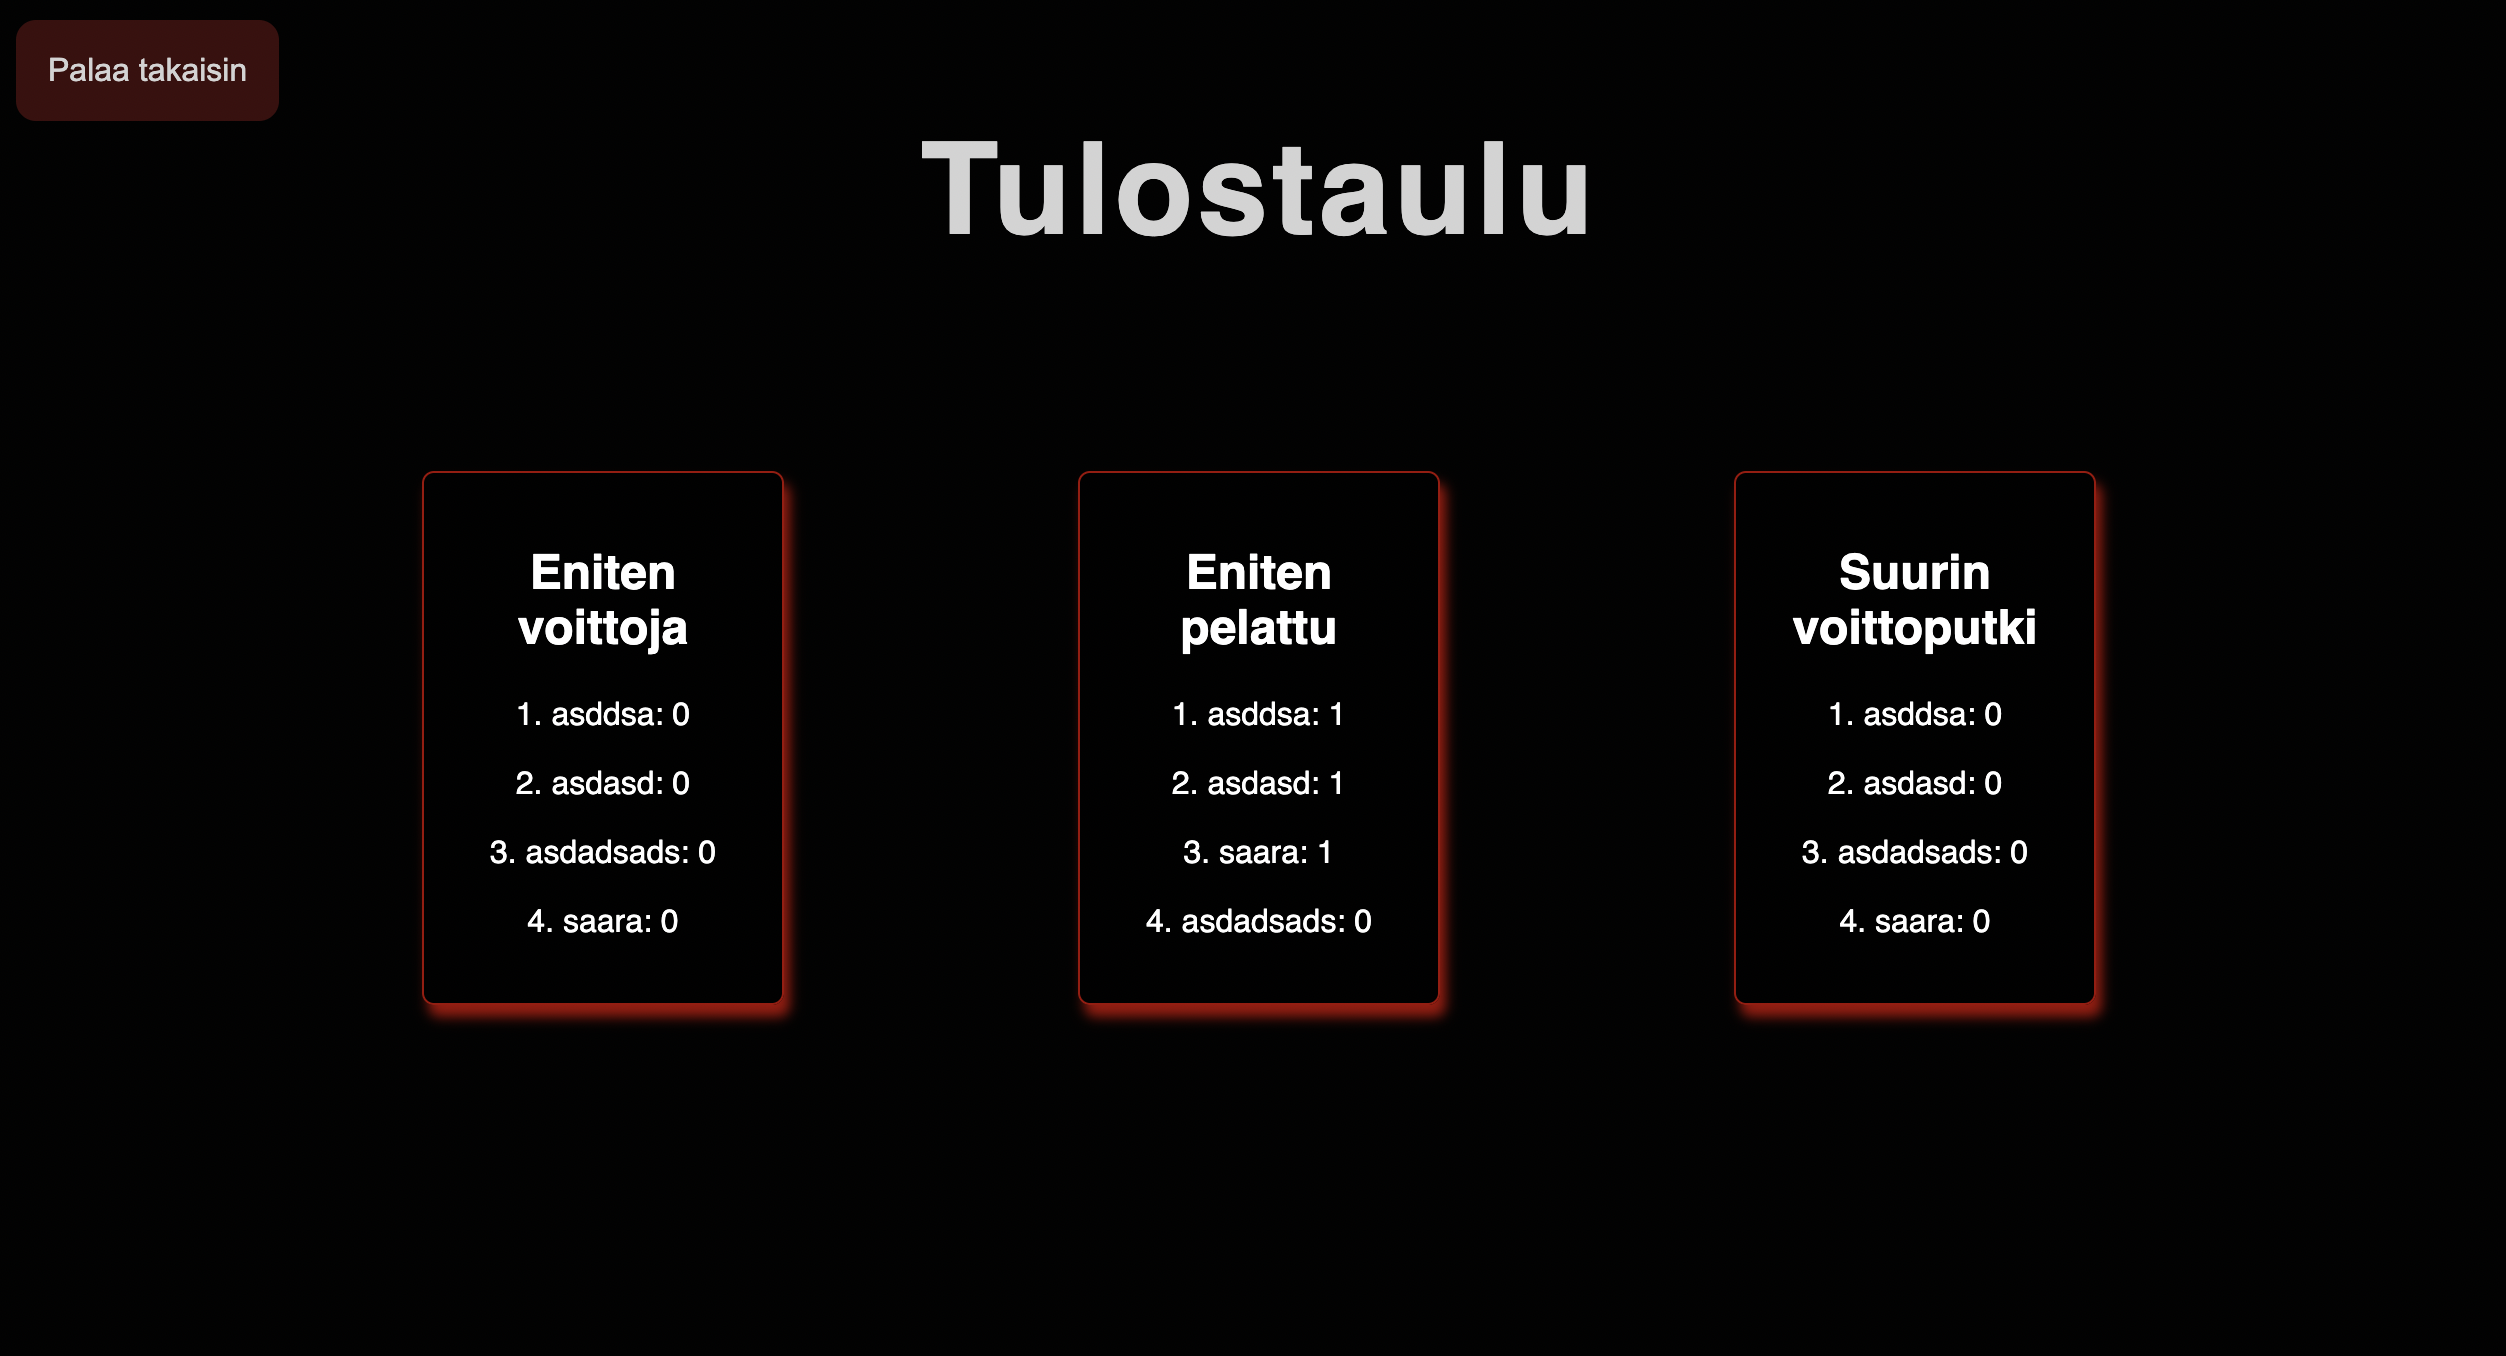 Palaa takaisin
Tulostaulu
Eniten
voittoja
1. asddsa: 0
2. asdasd: 0
3. asdadsads: 0
4. saara: 0
Eniten
pelattu
1. asddsa: 1
2. asdasd: 1
3. saara: 1
4. asdadsads: 0
Suurin
voittoputki
1. asddsa: 0
2. asdasd: 0
3. asdadsads: 0
4. saara: 0